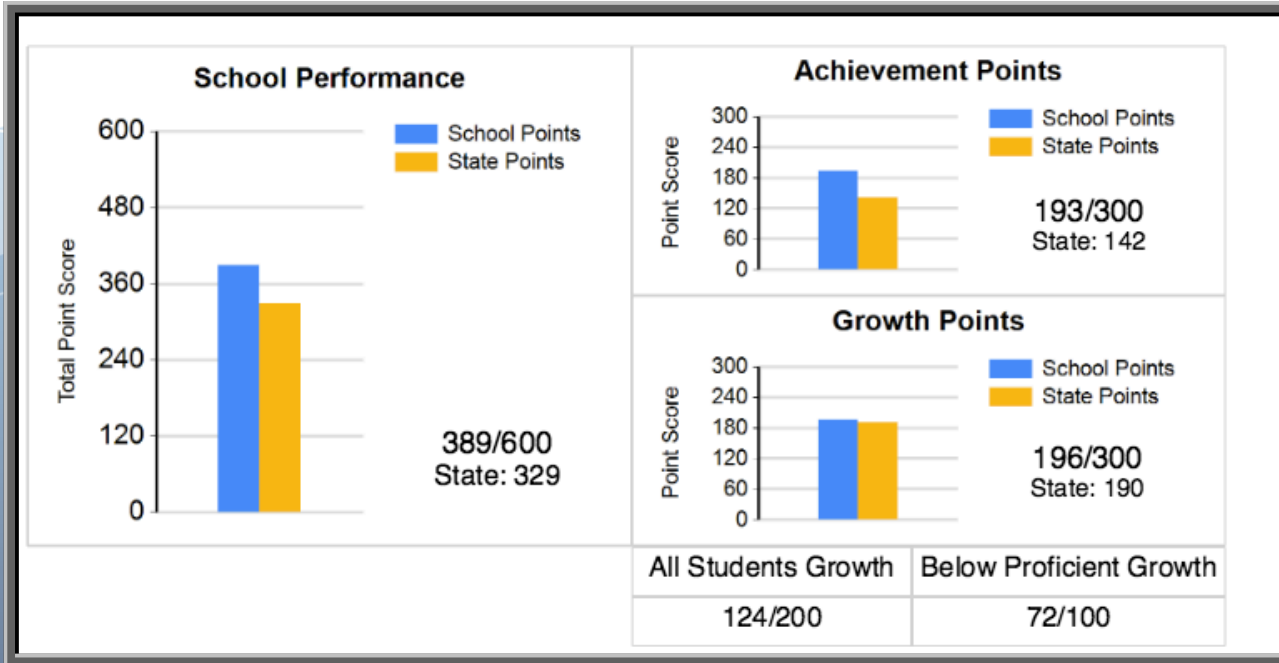 School Performance
600
480
360
240
120
0
Total Point Score
School Points
State Points
389/600
State: 329
Achievement Points
300
240
180
120
60
0
Point Score
School Points
State Points
193/300
State: 142
Growth Points
300
240
180
120
60
0
Point Score
School Points
State Points
196/300
State: 190
All Students Growth
Below Proficient Growth
124/200
72/100